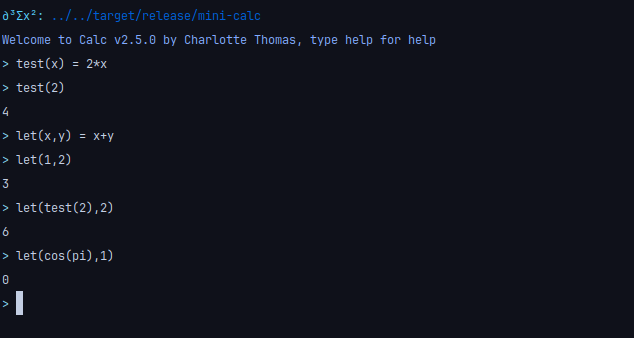 ∂³Σx²: ../../target/release/mini-calc
Welcome to Calc v2.5.0 by Charlotte Thomas, type help for help
> test(x) = 2*x
> test(2)
4
> let(x,y) = x+y
> let(1,2)
3
> let(test(2),2)
6
> let(cos(pi),1)
0
>